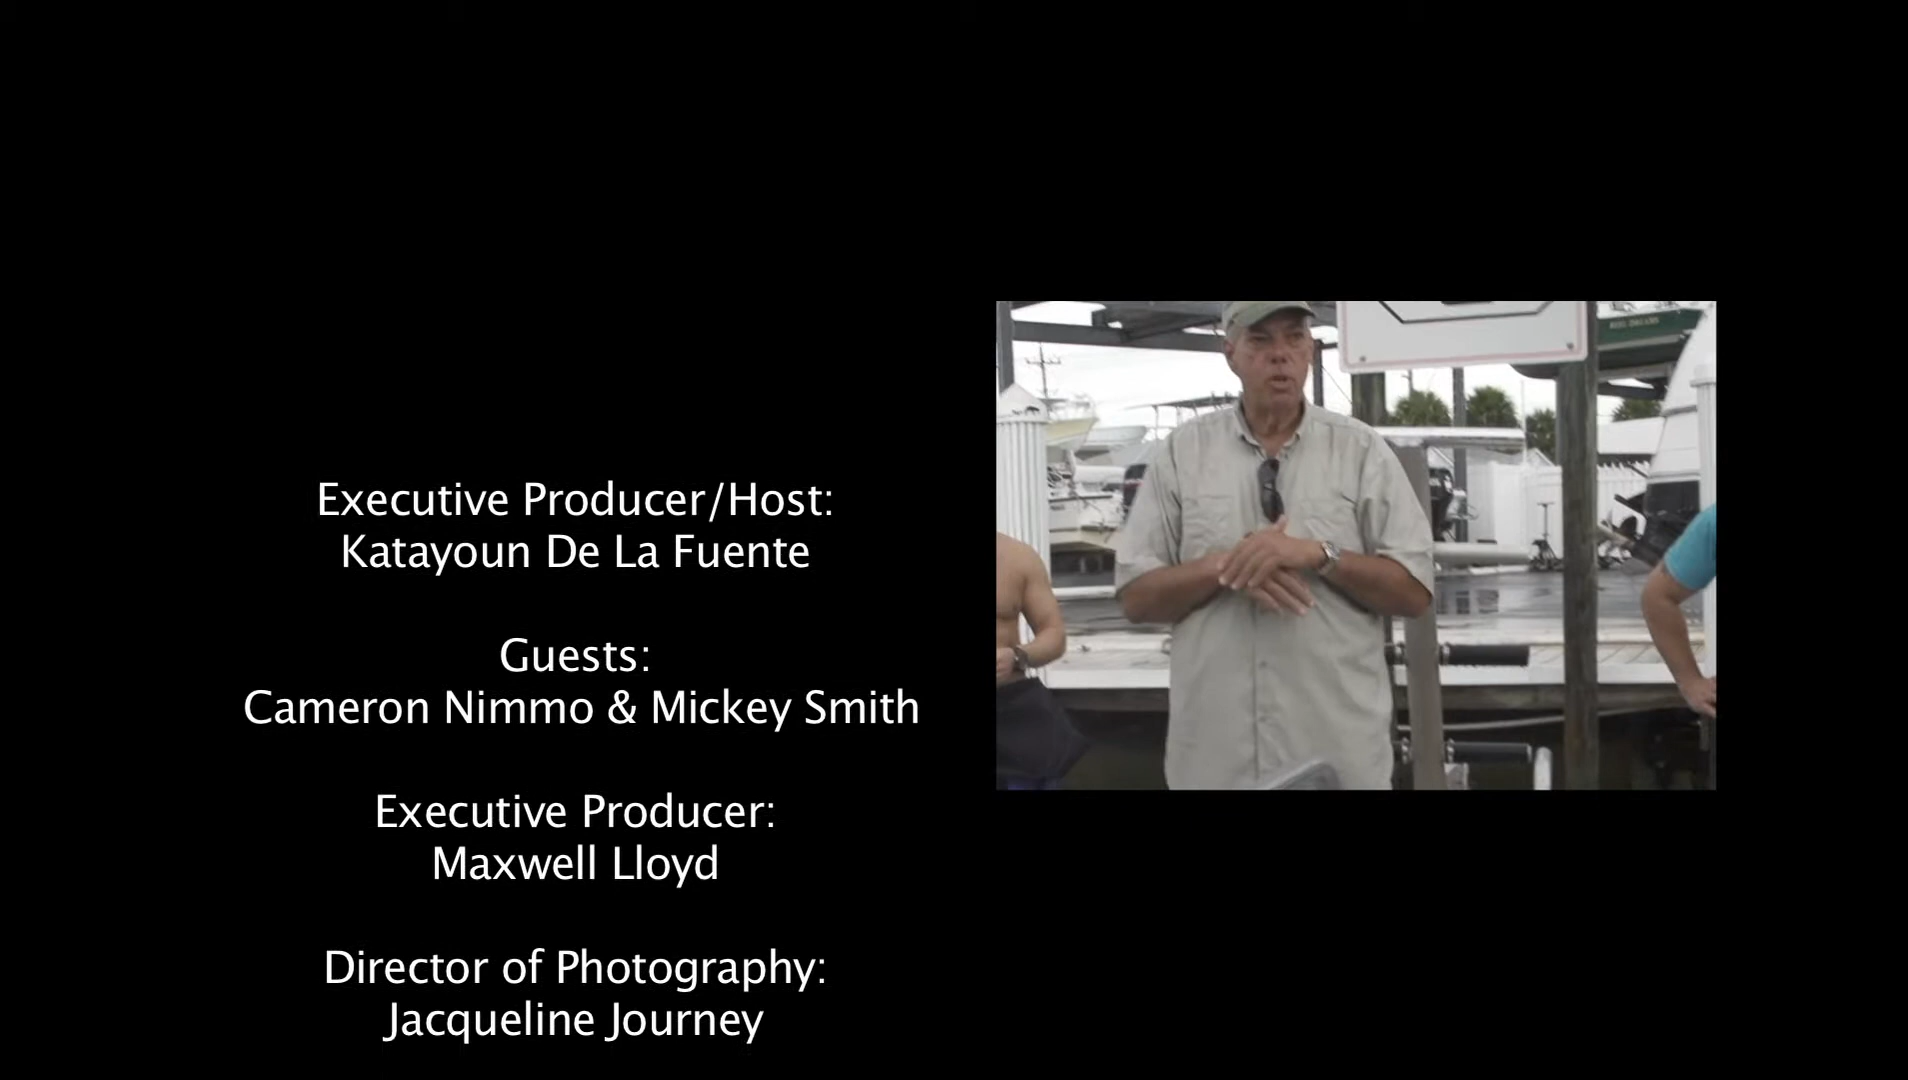 Executive Producer/Host:
Katayoun De La Fuente
Guests:
Cameron Nimmo & Mickey Smith
Executive Producer:
Maxwell Lloyd
Director of Photography:
Jacqueline Journey